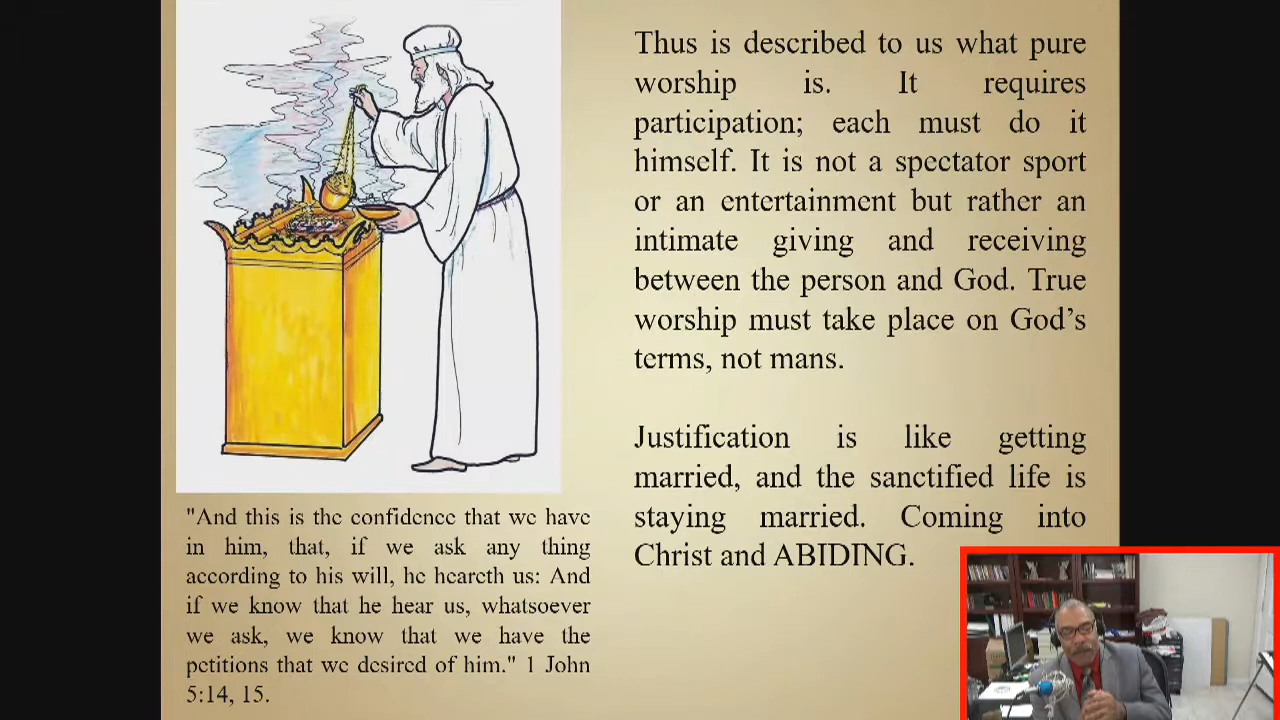 Thus is described to us what pure
worship is. It requires
participation; each must do it
himself. It is not a spectator sport
or an entertainment but rather an
intimate giving and receiving
between the person and God. True
worship must take place on God's
terms, not mans.
Justification is like getting
married, and the sanctified life is
staying married. Coming into
Christ and ABIDING.
"And this is the confidence that we have
in him, that, if we ask any thing
according to his will, he heareth us: And
if we know that he hear us, whatsoever
we ask, we know that we have the
petitions that we desired of him." 1 John
5:14, 15.